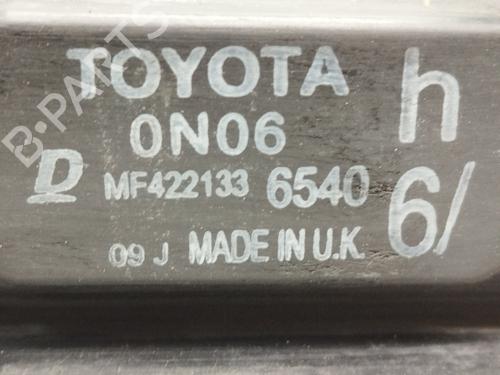 TOYOTA h
0N06
D MF422133 6540 6/
09 J MADE IN U.K.
B-PARTS